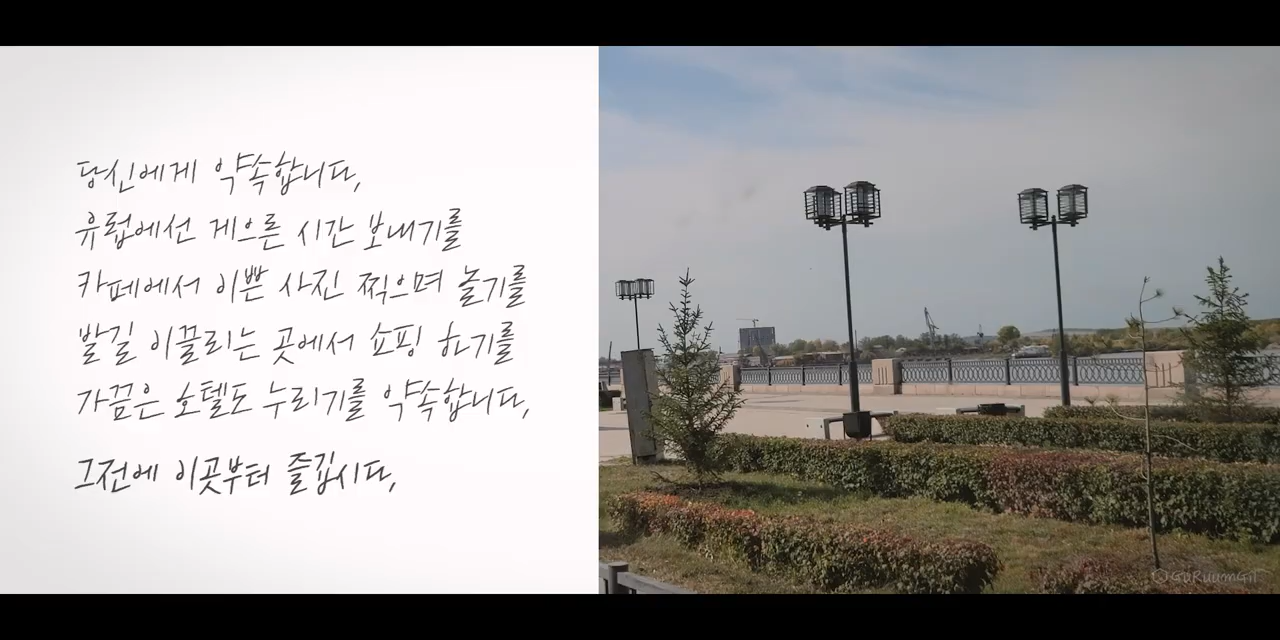 당신에게 약속합니다,
유럽에선 게으른 시간 보내기를
카페에서 이쁜 사진 찍으며 놀기를
발길 이끌리는 곳에서 쇼핑 하기를
가끔은 호텔도 누리기를 약속합니다,
그전에 이곳부터 즐깁시다,
©GuRuumGil